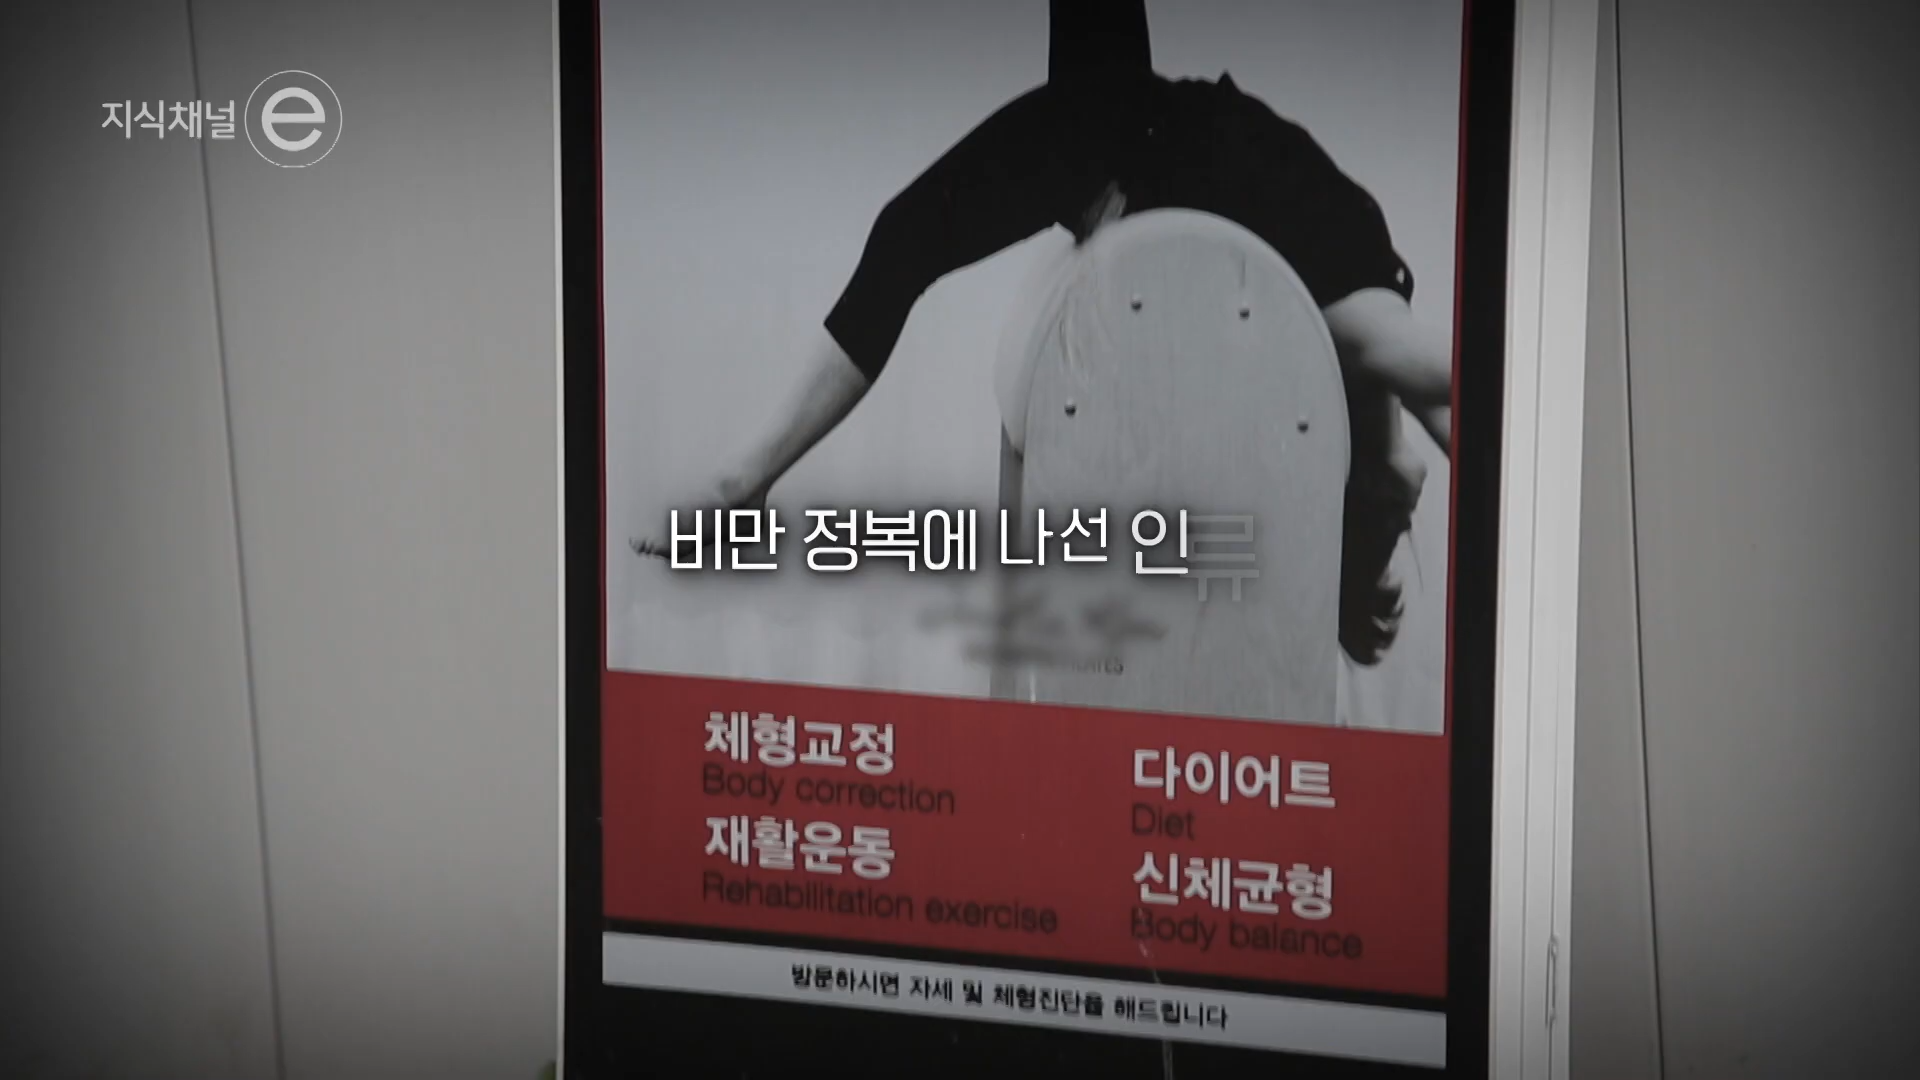 지식채널 e
비만 정복에 나선 인류
체형교정
Body correction
재활운동
Rehabilitation exercise
다이어트
Diet
신체균형
Body balance
방문하시면 자세 및 체형진단을 해드립니다